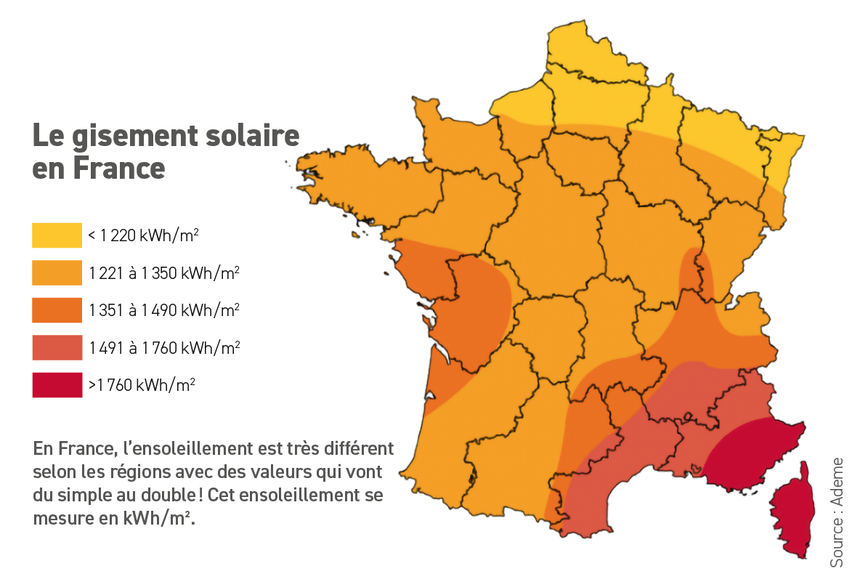 Le gisement solaire
en France
< 1 220 kWh/m²
1 221 à 1 350 kWh/m²
1 351 à 1 490 kWh/m²
1 491 à 1 760 kWh/m²
>1 760 kWh/m²
En France, l’ensoleillement est très différent
selon les régions avec des valeurs qui vont
du simple au double ! Cet ensoleillement se
mesure en kWh/m².
Source : Ademe